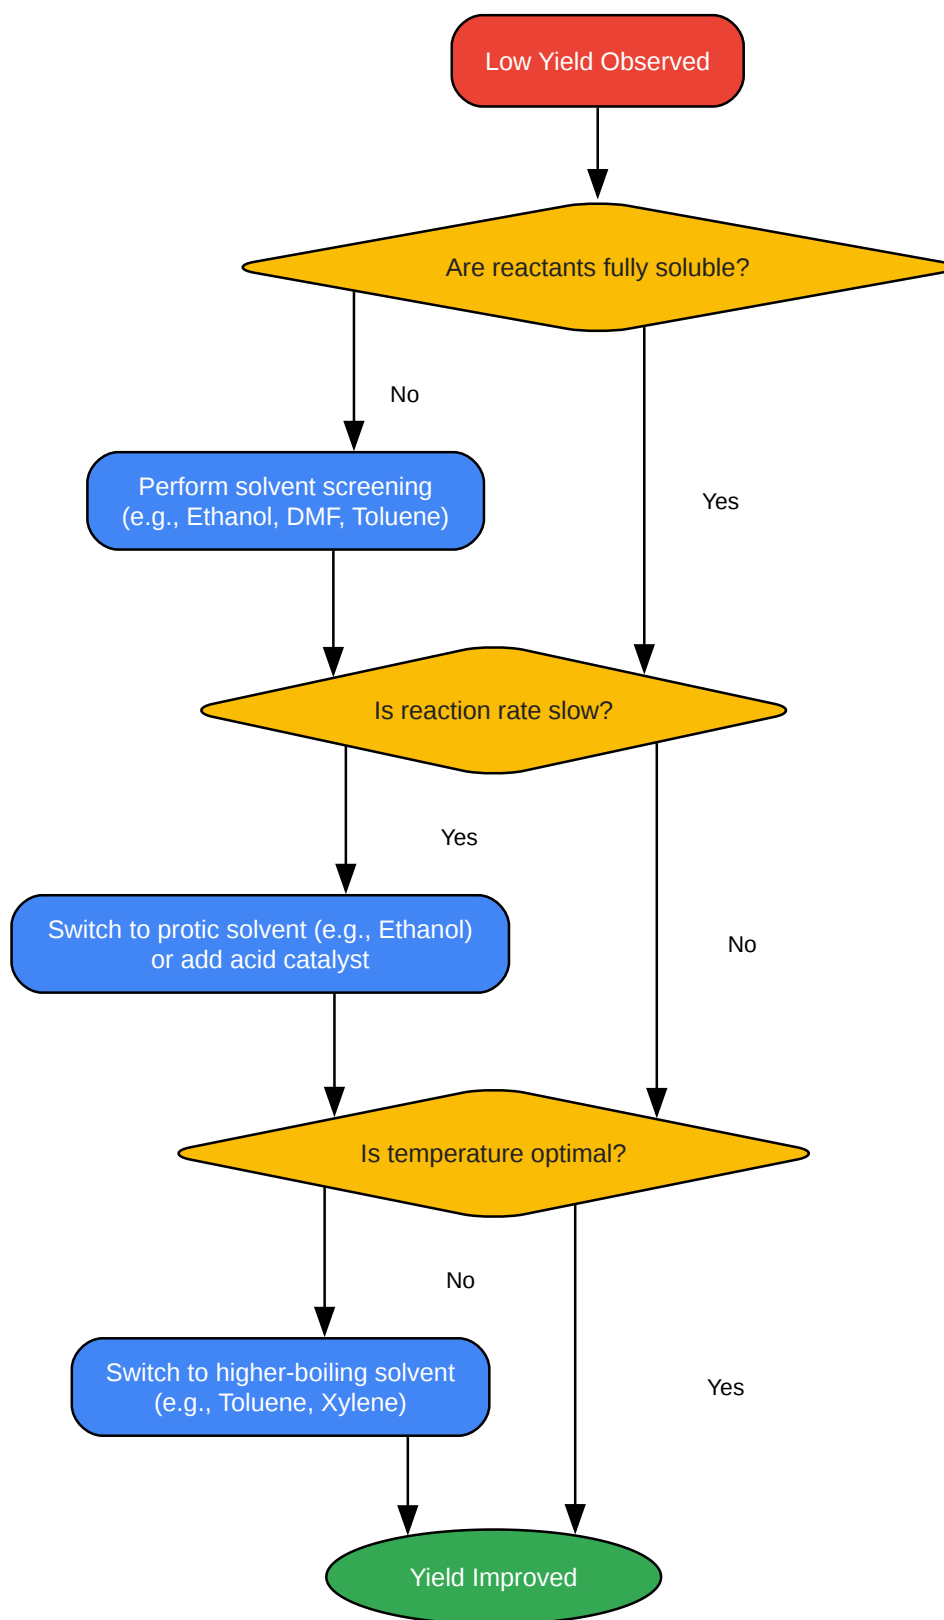 Low Yield Observed
Are reactants fully soluble?
No
Perform solvent screening
(e.g., Ethanol, DMF, Toluene)
Yes
Is reaction rate slow?
Yes
Switch to protic solvent (e.g., Ethanol)
or add acid catalyst
No
Is temperature optimal?
No
Switch to higher-boiling solvent
(e.g., Toluene, Xylene)
Yes
Yield Improved